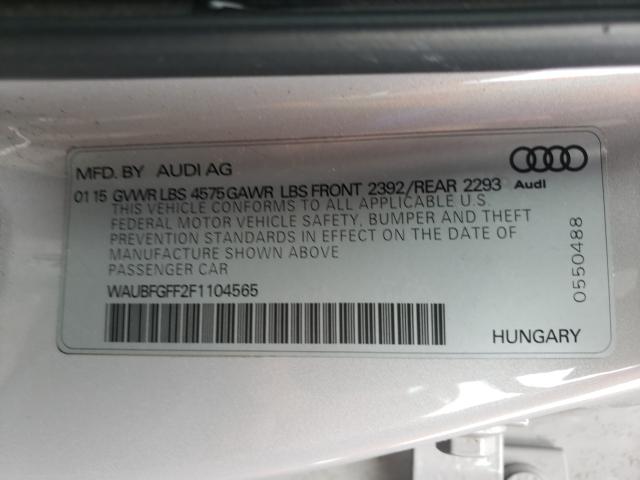 MFD. BY AUDI AG
01 15 GVWR LBS 4575 GAWR LBS FRONT 2392/REAR 2293
Audi
THIS VEHICLE CONFORMS TO ALL APPLICABLE U.S.
FEDERAL MOTOR VEHICLE SAFETY, BUMPER AND THEFT
PREVENTION STANDARDS IN EFFECT ON THE DATE OF
MANUFACTURE SHOWN ABOVE
PASSENGER CAR
WAUBFGFF2F1104565
0550488
HUNGARY